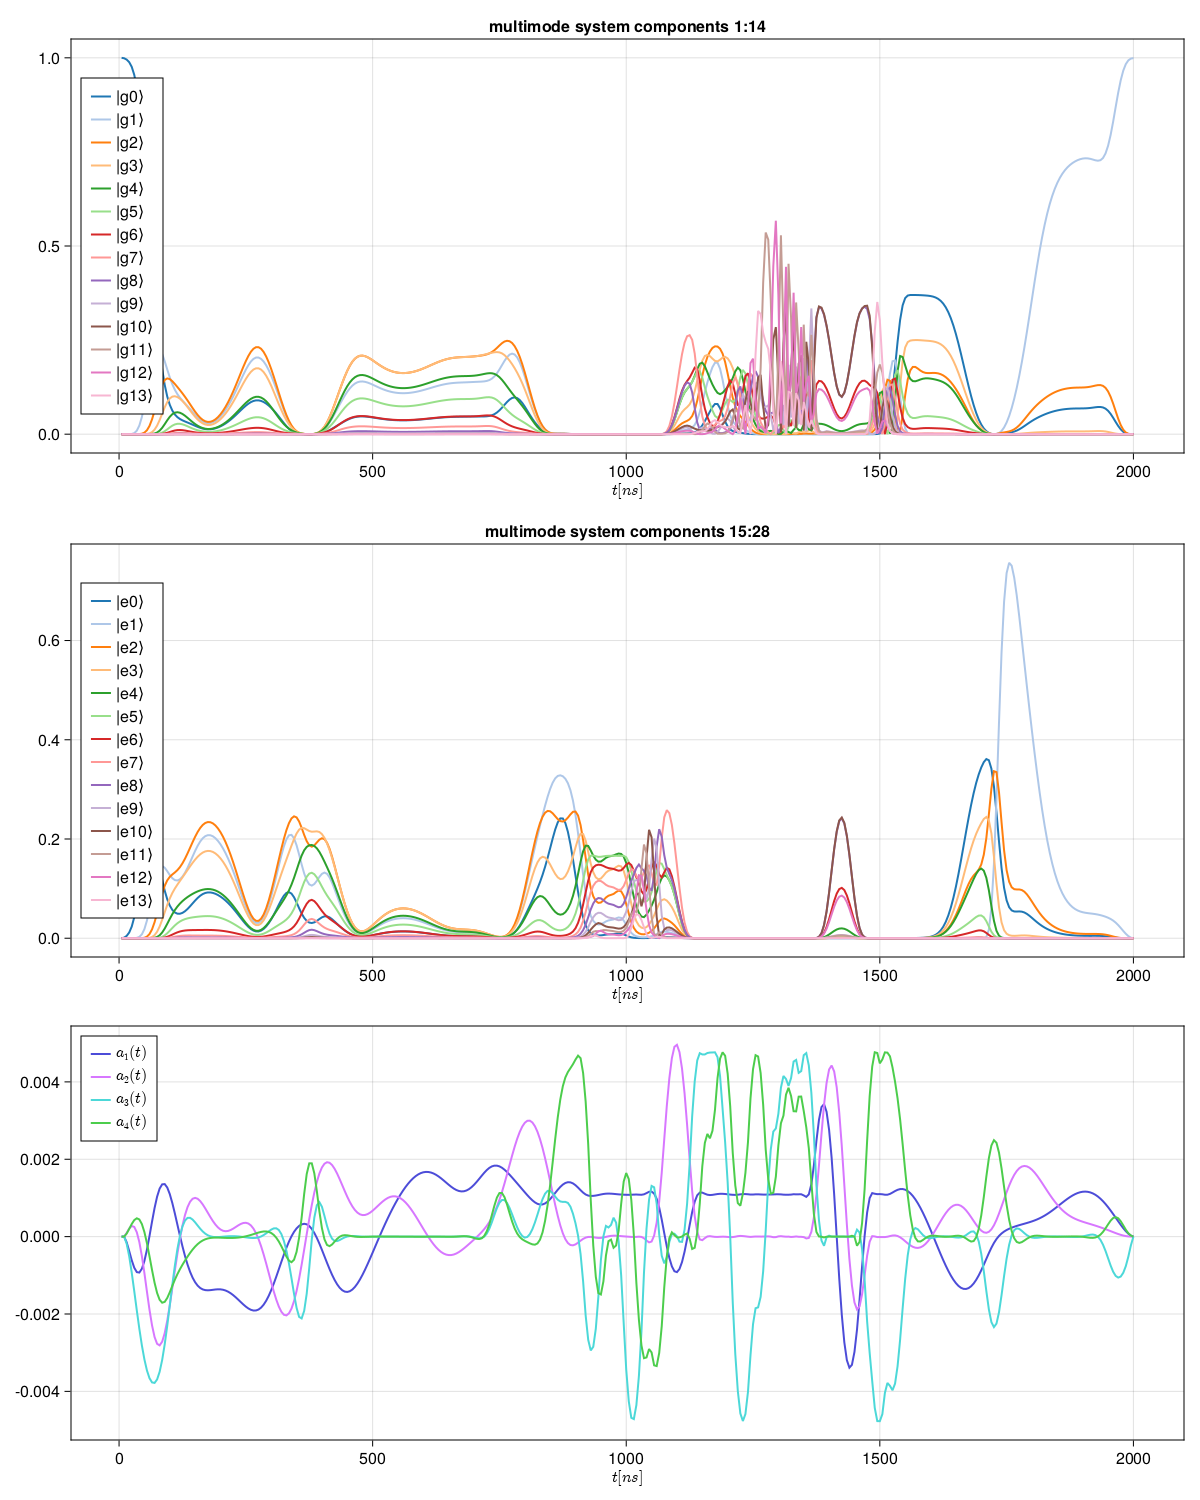 multimode system components 1:14
1.0
0.5
0.0
|g0⟩
|g1⟩
|g2⟩
|g3⟩
|g4⟩
|g5⟩
|g6⟩
|g7⟩
|g8⟩
|g9⟩
|g10⟩
|g11⟩
|g12⟩
|g13⟩
0 500 1000 1500 2000
t[ns]
multimode system components 15:28
0.6
0.4
0.2
0.0
|e0⟩
|e1⟩
|e2⟩
|e3⟩
|e4⟩
|e5⟩
|e6⟩
|e7⟩
|e8⟩
|e9⟩
|e10⟩
|e11⟩
|e12⟩
|e13⟩
0 500 1000 1500 2000
t[ns]
0.004
0.002
0.000
-0.002
-0.004
a₁(t)
a₂(t)
a₃(t)
a₄(t)
0 500 1000 1500 2000
t[ns]